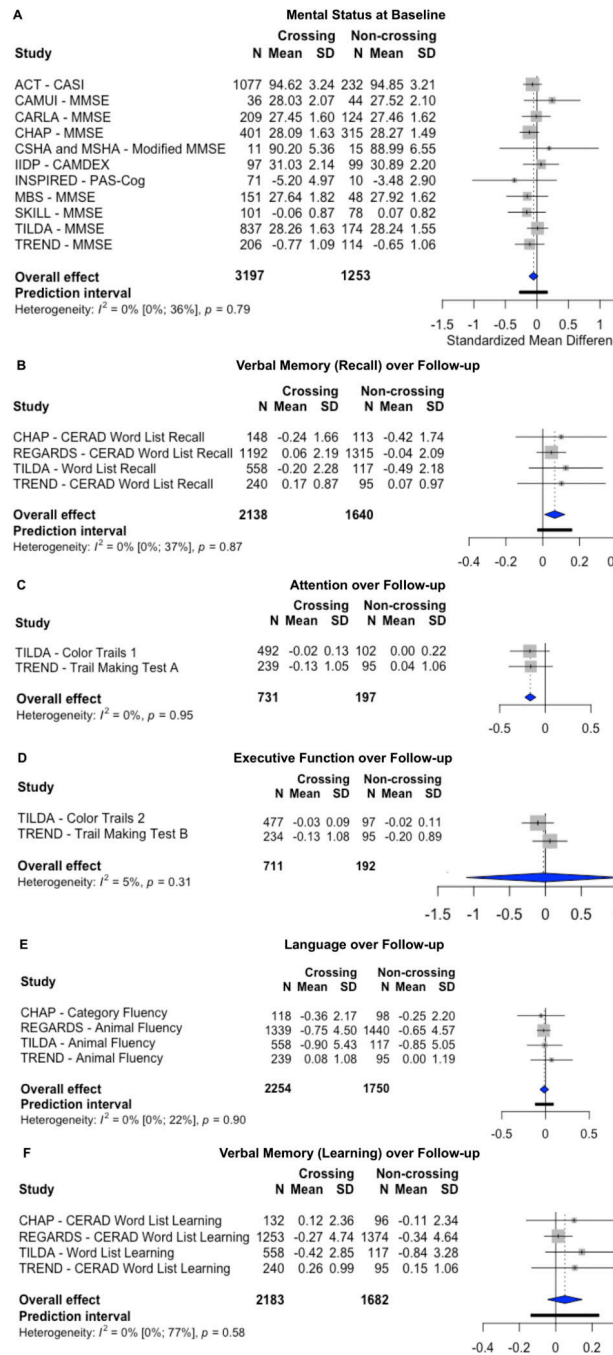 A Mental Status at Baseline
Crossing Non-crossing
Study N Mean SD N Mean SD
ACT - CASI 1077 94.62 3.24 232 94.85 3.21
CAMUI - MMSE 36 28.03 2.07 44 27.52 2.10
CARLA - MMSE 209 27.45 1.60 124 27.46 1.62
CHAP - MMSE 401 28.09 1.63 315 28.27 1.49
CSHA and MSHA - Modified MMSE 11 90.20 5.36 15 88.99 6.55
IIDP - CAMDEX 97 31.03 2.14 99 30.89 2.20
INSPIRED - PAS-Cog 71 -5.20 4.97 10 -3.48 2.90
MBS - MMSE 151 27.64 1.82 48 27.92 1.62
SKILL - MMSE 101 -0.06 0.87 78 0.07 0.82
TILDA - MMSE 837 28.26 1.63 174 28.24 1.55
TREND - MMSE 206 -0.77 1.09 114 -0.65 1.06
Overall effect 3197 1253
Prediction interval
Heterogeneity: I² = 0% [0%; 36%], p = 0.79
-1.5 -1 -0.5 0 0.5 1
Standardized Mean Differen
B Verbal Memory (Recall) over Follow-up
Crossing Non-crossing
Study N Mean SD N Mean SD
CHAP - CERAD Word List Recall 148 -0.24 1.66 113 -0.42 1.74
REGARDS - CERAD Word List Recall 1192 0.06 2.19 1315 -0.04 2.09
TILDA - Word List Recall 558 -0.20 2.28 117 -0.49 2.18
TREND - CERAD Word List Recall 240 0.17 0.87 95 0.07 0.97
Overall effect 2138 1640
Prediction interval
Heterogeneity: I² = 0% [0%; 37%], p = 0.87
-0.4 -0.2 0 0.2
C Attention over Follow-up
Crossing Non-crossing
Study N Mean SD N Mean SD
TILDA - Color Trails 1 492 -0.02 0.13 102 0.00 0.22
TREND - Trail Making Test A 239 -0.13 1.05 95 0.04 1.06
Overall effect 731 197
Heterogeneity: I² = 0%, p = 0.95
-0.5 0 0.5
D Executive Function over Follow-up
Crossing Non-crossing
Study N Mean SD N Mean SD
TILDA - Color Trails 2 477 -0.03 0.09 97 -0.02 0.11
TREND - Trail Making Test B 234 -0.13 1.08 95 -0.20 0.89
Overall effect 711 192
Heterogeneity: I² = 5%, p = 0.31
-1.5 -1 -0.5 0 0.5
E Language over Follow-up
Crossing Non-crossing
Study N Mean SD N Mean SD
CHAP - Category Fluency 118 -0.36 2.17 98 -0.25 2.20
REGARDS - Animal Fluency 1339 -0.75 4.50 1440 -0.65 4.57
TILDA - Animal Fluency 558 -0.90 5.43 117 -0.85 5.05
TREND - Animal Fluency 239 0.08 1.08 95 0.00 1.19
Overall effect 2254 1750
Prediction interval
Heterogeneity: I² = 0% [0%; 22%], p = 0.90
-0.5 0 0.5
F Verbal Memory (Learning) over Follow-up
Crossing Non-crossing
Study N Mean SD N Mean SD
CHAP - CERAD Word List Learning 132 0.12 2.36 96 -0.11 2.34
REGARDS - CERAD Word List Learning 1253 -0.27 4.74 1374 -0.34 4.64
TILDA - Word List Learning 558 -0.42 2.85 117 -0.84 3.28
TREND - CERAD Word List Learning 240 0.26 0.99 95 0.15 1.06
Overall effect 2183 1682
Prediction interval
Heterogeneity: I² = 0% [0%; 77%], p = 0.58
-0.4 -0.2 0 0.2